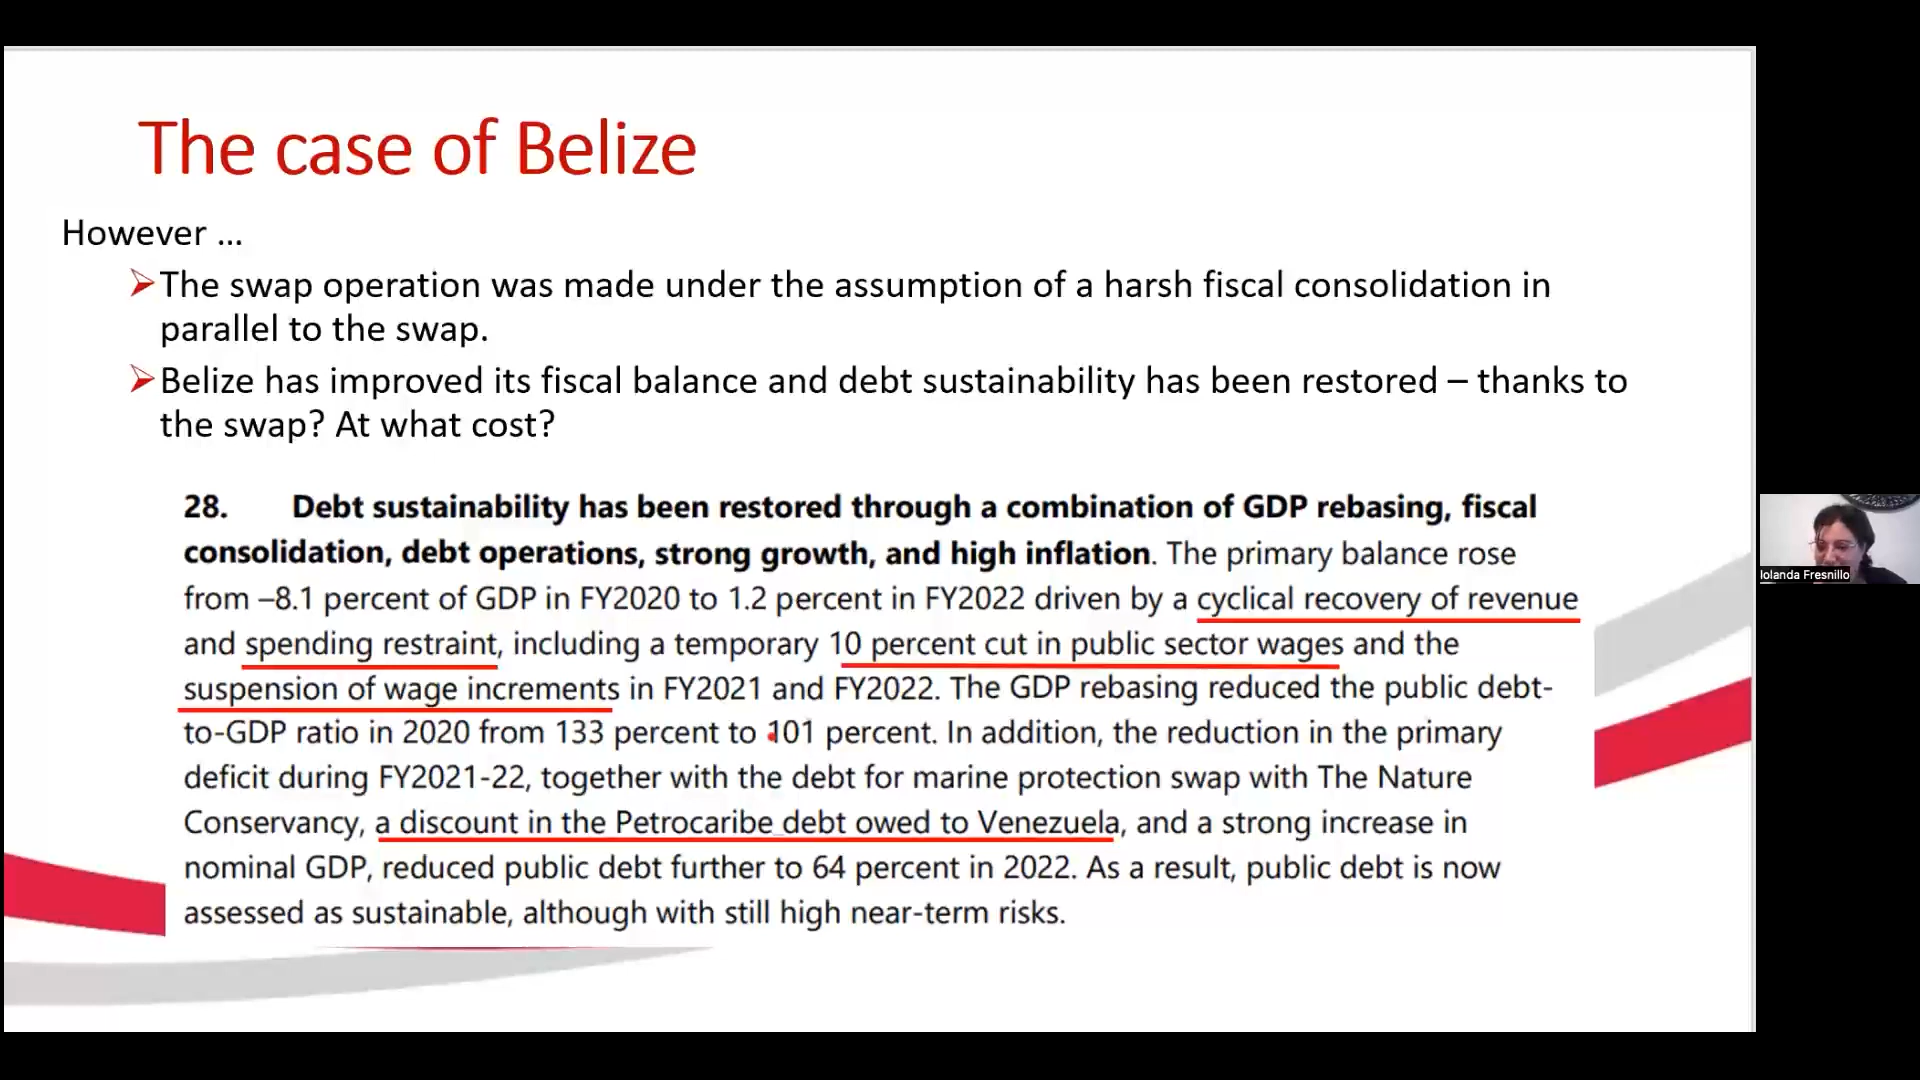 The case of Belize
However ...
The swap operation was made under the assumption of a harsh fiscal consolidation in
parallel to the swap.
Belize has improved its fiscal balance and debt sustainability has been restored – thanks to
the swap? At what cost?
28. Debt sustainability has been restored through a combination of GDP rebasing, fiscal
consolidation, debt operations, strong growth, and high inflation. The primary balance rose
from –8.1 percent of GDP in FY2020 to 1.2 percent in FY2022 driven by a cyclical recovery of revenue
and spending restraint, including a temporary 10 percent cut in public sector wages and the
suspension of wage increments in FY2021 and FY2022. The GDP rebasing reduced the public debt-
to-GDP ratio in 2020 from 133 percent to 101 percent. In addition, the reduction in the primary
deficit during FY2021-22, together with the debt for marine protection swap with The Nature
Conservancy, a discount in the Petrocaribe debt owed to Venezuela, and a strong increase in
nominal GDP, reduced public debt further to 64 percent in 2022. As a result, public debt is now
assessed as sustainable, although with still high near-term risks.
Iolanda Fresnillo